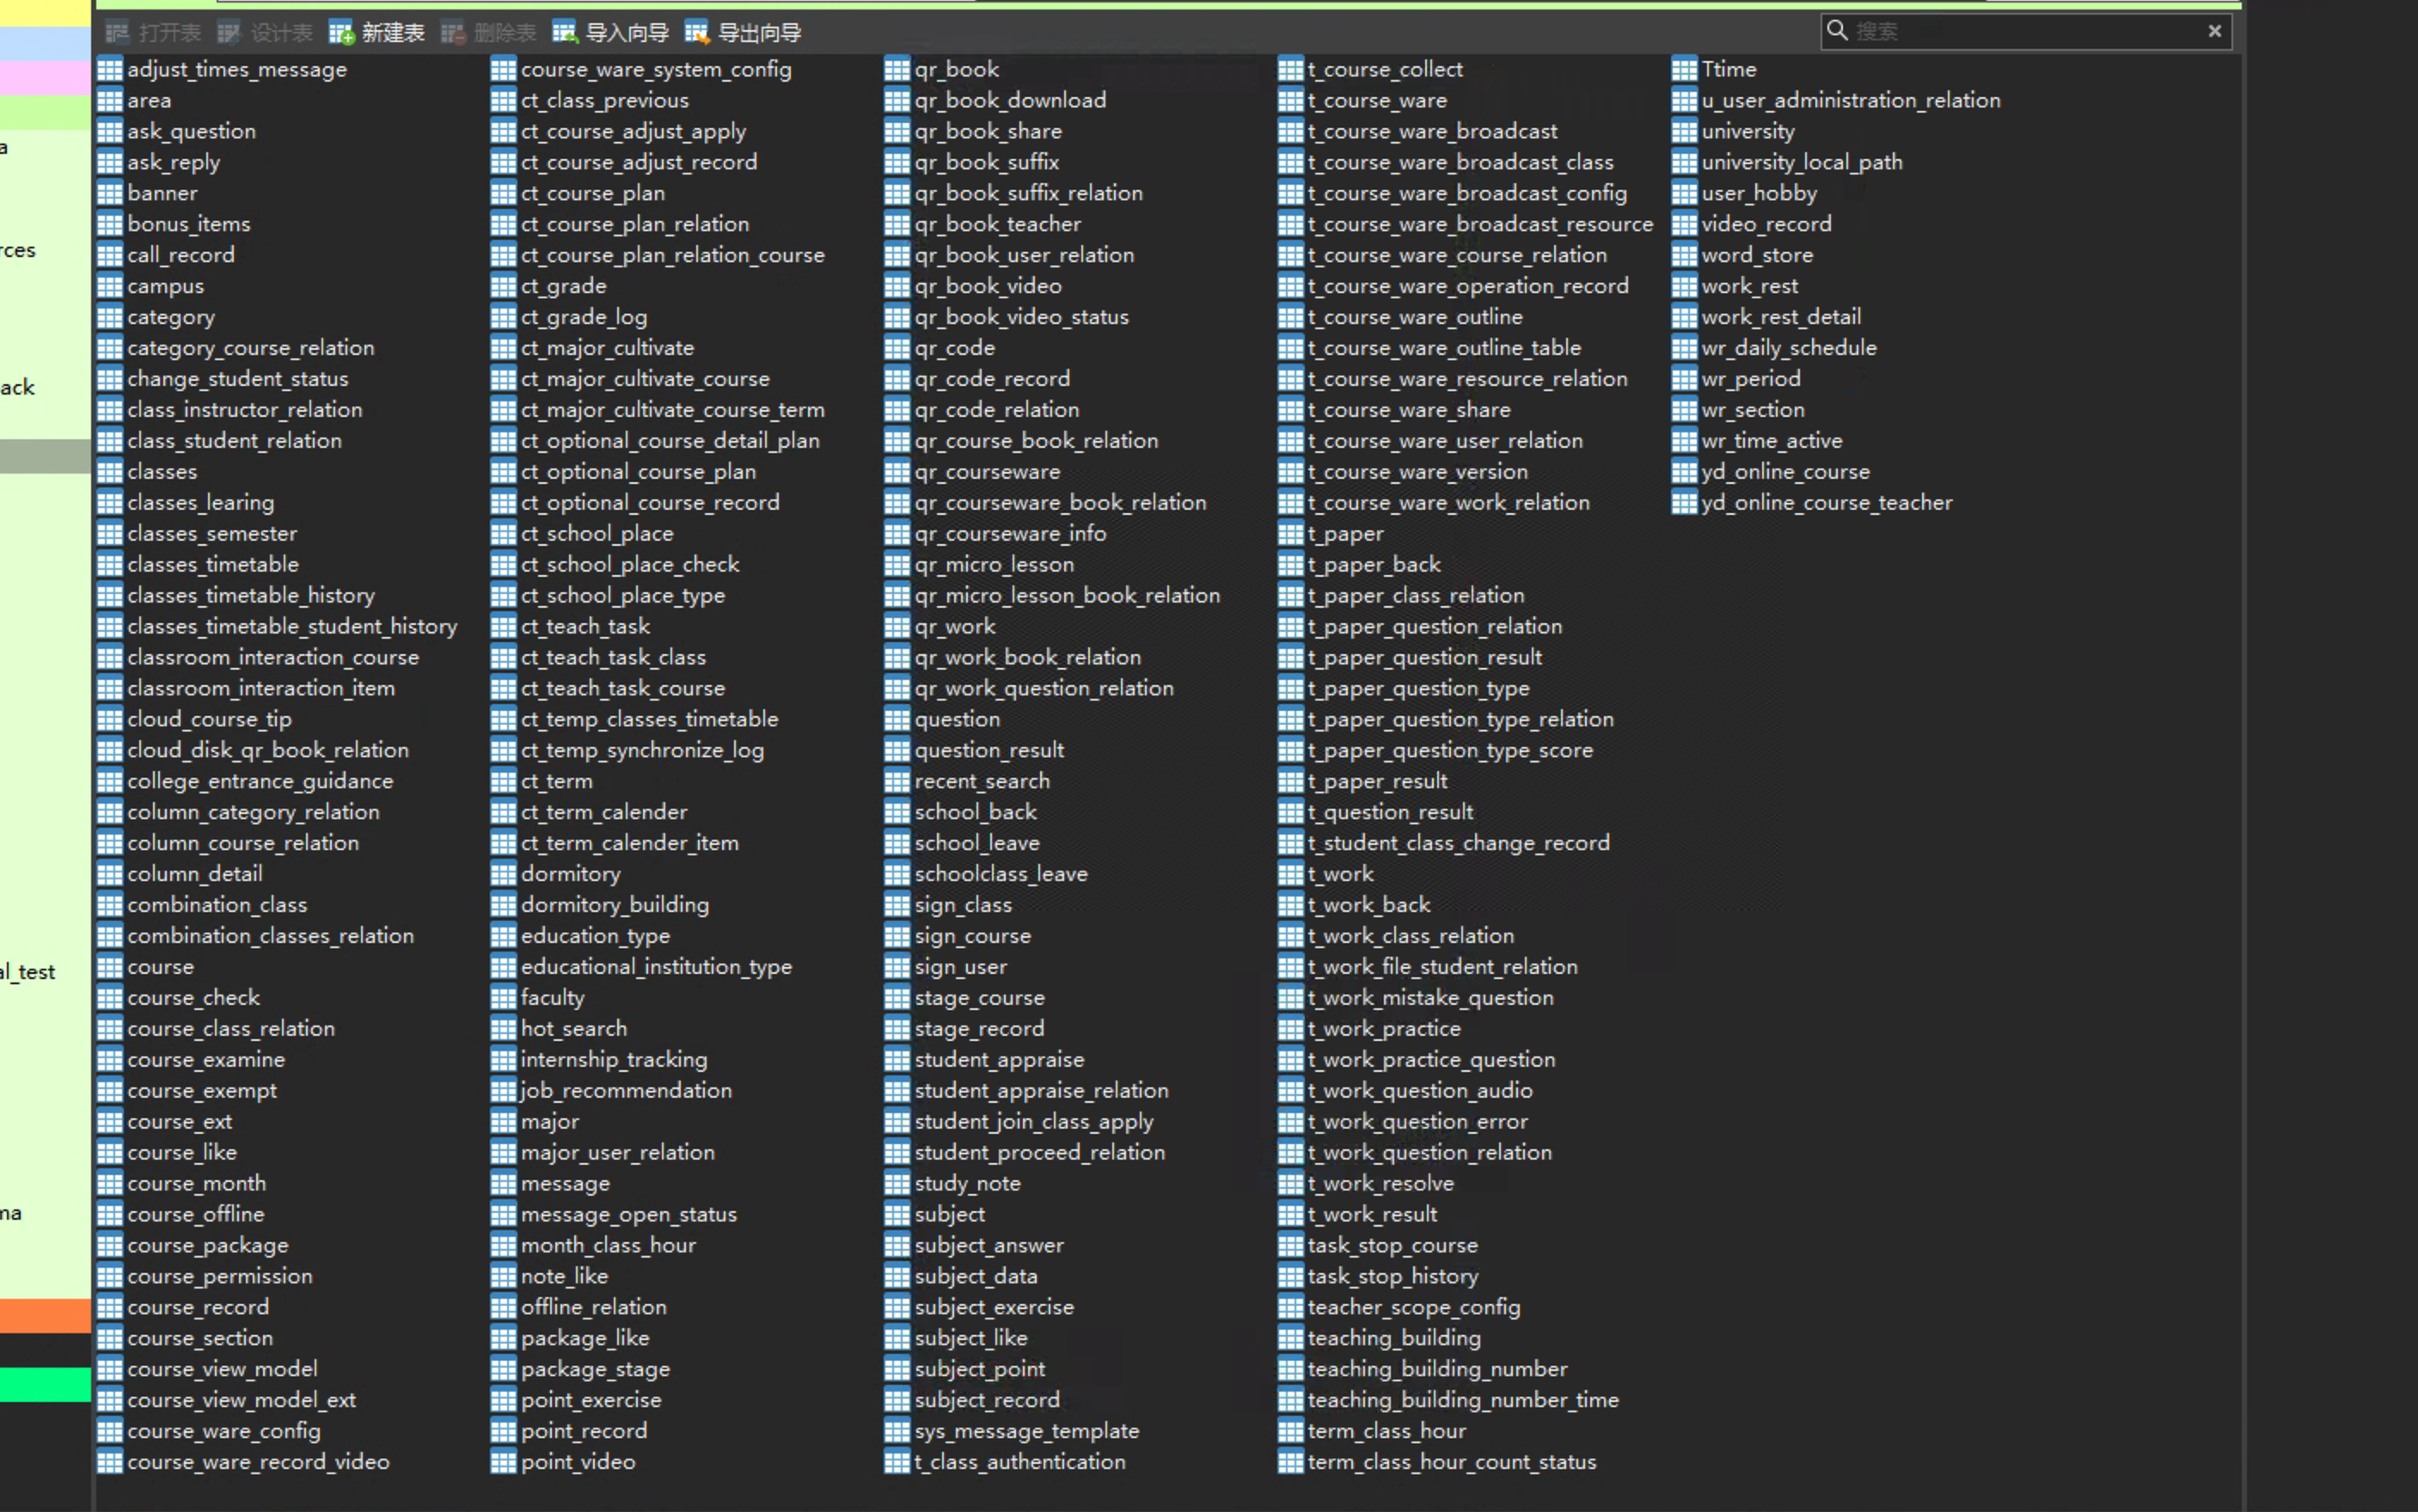 打开表 设计表 新建表 删除表 导入向导 导出向导 搜索
a
rces
ack
al_test
ma
adjust_times_message
area
ask_question
ask_reply
banner
bonus_items
call_record
campus
category
category_course_relation
change_student_status
class_instructor_relation
class_student_relation
classes
classes_learing
classes_semester
classes_timetable
classes_timetable_history
classes_timetable_student_history
classroom_interaction_course
classroom_interaction_item
cloud_course_tip
cloud_disk_qr_book_relation
college_entrance_guidance
column_category_relation
column_course_relation
column_detail
combination_class
combination_classes_relation
course
course_check
course_class_relation
course_examine
course_exempt
course_ext
course_like
course_month
course_offline
course_package
course_permission
course_record
course_section
course_view_model
course_view_model_ext
course_ware_config
course_ware_record_video
course_ware_system_config
ct_class_previous
ct_course_adjust_apply
ct_course_adjust_record
ct_course_plan
ct_course_plan_relation
ct_course_plan_relation_course
ct_grade
ct_grade_log
ct_major_cultivate
ct_major_cultivate_course
ct_major_cultivate_course_term
ct_optional_course_detail_plan
ct_optional_course_plan
ct_optional_course_record
ct_school_place
ct_school_place_check
ct_school_place_type
ct_teach_task
ct_teach_task_class
ct_teach_task_course
ct_temp_classes_timetable
ct_temp_synchronize_log
ct_term
ct_term_calender
ct_term_calender_item
dormitory
dormitory_building
education_type
educational_institution_type
faculty
hot_search
internship_tracking
job_recommendation
major
major_user_relation
message
message_open_status
month_class_hour
note_like
offline_relation
package_like
package_stage
point_exercise
point_record
point_video
qr_book
qr_book_download
qr_book_share
qr_book_suffix
qr_book_suffix_relation
qr_book_teacher
qr_book_user_relation
qr_book_video
qr_book_video_status
qr_code
qr_code_record
qr_code_relation
qr_course_book_relation
qr_courseware
qr_courseware_book_relation
qr_courseware_info
qr_micro_lesson
qr_micro_lesson_book_relation
qr_work
qr_work_book_relation
qr_work_question_relation
question
question_result
recent_search
school_back
school_leave
schoolclass_leave
sign_class
sign_course
sign_user
stage_course
stage_record
student_appraise
student_appraise_relation
student_join_class_apply
student_proceed_relation
study_note
subject
subject_answer
subject_data
subject_exercise
subject_like
subject_point
subject_record
sys_message_template
t_class_authentication
t_course_collect
t_course_ware
t_course_ware_broadcast
t_course_ware_broadcast_class
t_course_ware_broadcast_config
t_course_ware_broadcast_resource
t_course_ware_course_relation
t_course_ware_operation_record
t_course_ware_outline
t_course_ware_outline_table
t_course_ware_resource_relation
t_course_ware_share
t_course_ware_user_relation
t_course_ware_version
t_course_ware_work_relation
t_paper
t_paper_back
t_paper_class_relation
t_paper_question_relation
t_paper_question_result
t_paper_question_type
t_paper_question_type_relation
t_paper_question_type_score
t_paper_result
t_question_result
t_student_class_change_record
t_work
t_work_back
t_work_class_relation
t_work_file_student_relation
t_work_mistake_question
t_work_practice
t_work_practice_question
t_work_question_audio
t_work_question_error
t_work_question_relation
t_work_resolve
t_work_result
task_stop_course
task_stop_history
teacher_scope_config
teaching_building
teaching_building_number
teaching_building_number_time
term_class_hour
term_class_hour_count_status
Ttime
u_user_administration_relation
university
university_local_path
user_hobby
video_record
word_store
work_rest
work_rest_detail
wr_daily_schedule
wr_period
wr_section
wr_time_active
yd_online_course
yd_online_course_teacher